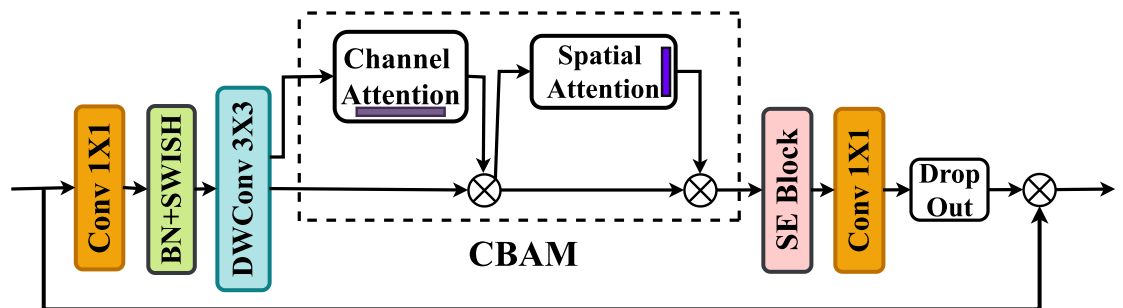 Conv 1X1
BN+SWISH
DWConv 3X3
Channel
Attention
Spatial
Attention
CBAM
SE Block
Conv 1X1
Drop
Out